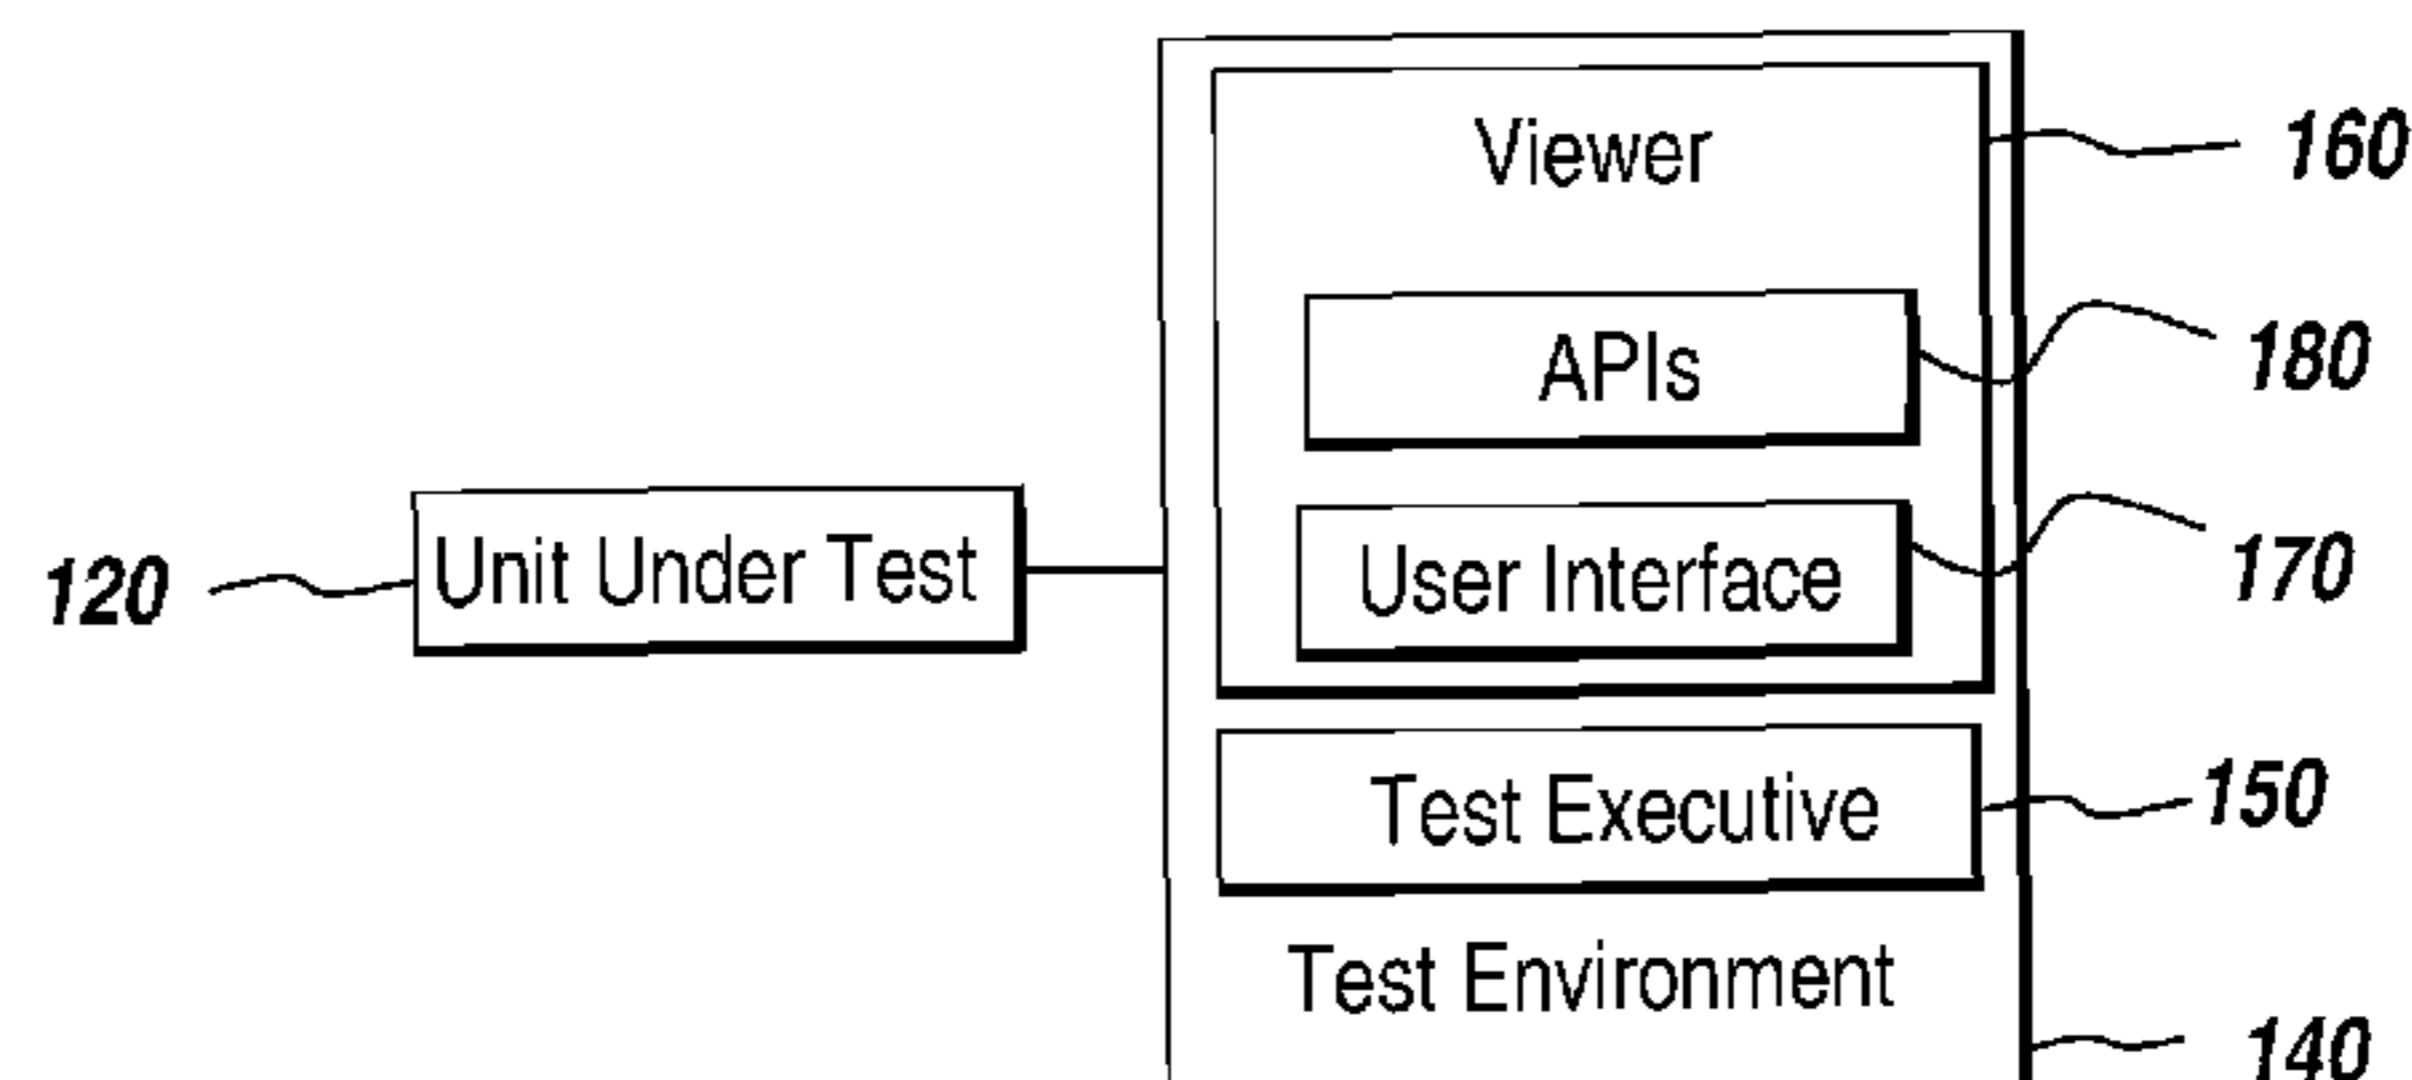 Viewer
160
APIs
180
120
Unit Under Test
User Interface
170
Test Executive
150
Test Environment
140